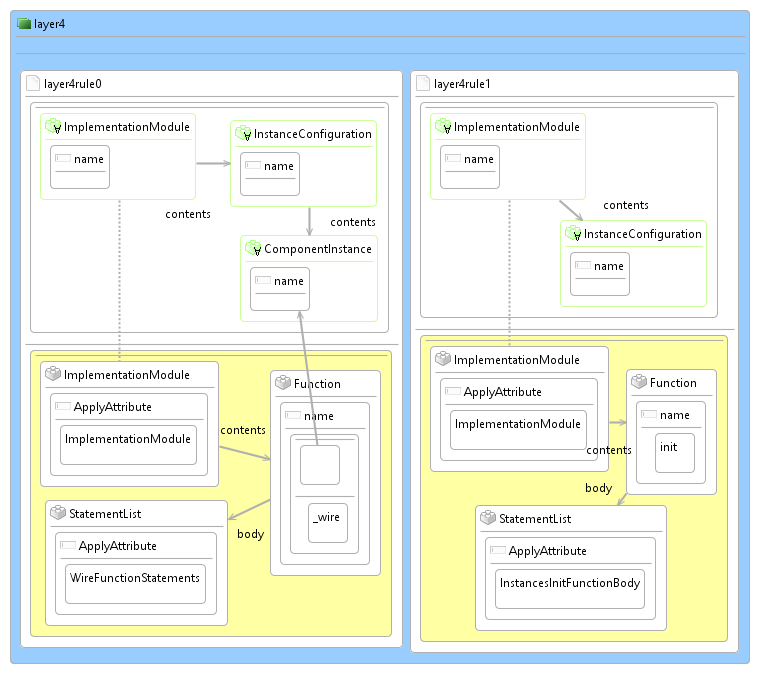 layer4
layer4rule0
ImplementationModule
name
InstanceConfiguration
name
contents
contents
ComponentInstance
name
ImplementationModule
ApplyAttribute
ImplementationModule
contents
Function
name
_wire
body
StatementList
ApplyAttribute
WireFunctionStatements
layer4rule1
ImplementationModule
name
contents
InstanceConfiguration
name
ImplementationModule
ApplyAttribute
ImplementationModule
contents
Function
name
init
body
StatementList
ApplyAttribute
InstancesInitFunctionBody